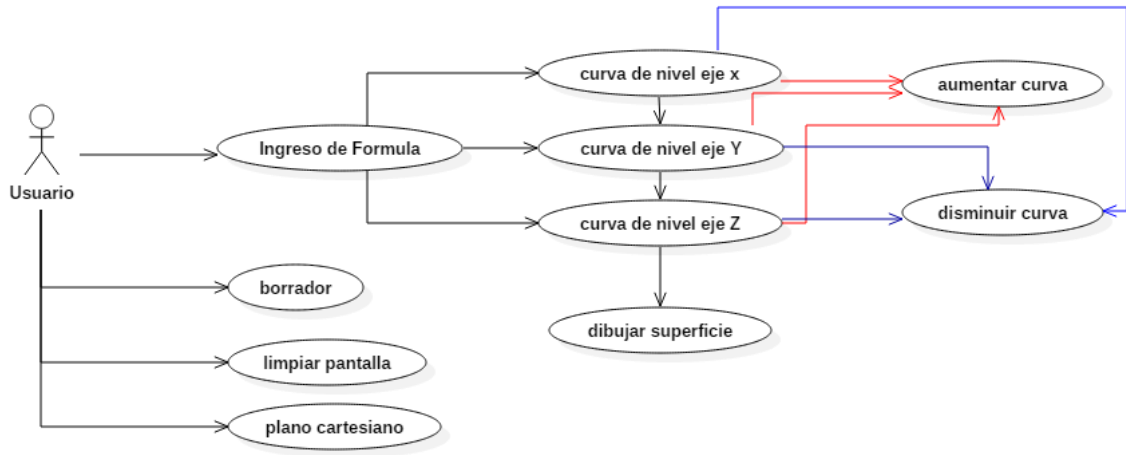 curva de nivel eje x
aumentar curva
Ingreso de Formula
curva de nivel eje Y
Usuario
curva de nivel eje Z
disminuir curva
borrador
dibujar superficie
limpiar pantalla
plano cartesiano